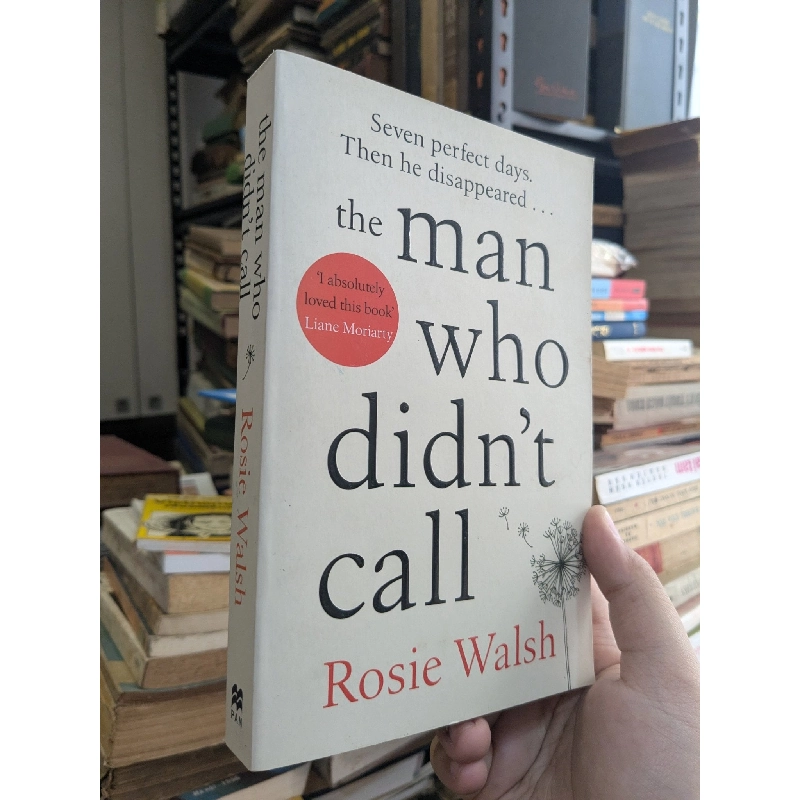 Seven perfect days.
Then he disappeared . . .
the man
who
didn't
call
'I absolutely
loved this book'
Liane Moriarty
Rosie Walsh
the man who
didn't call
Rosie Walsh
PAN